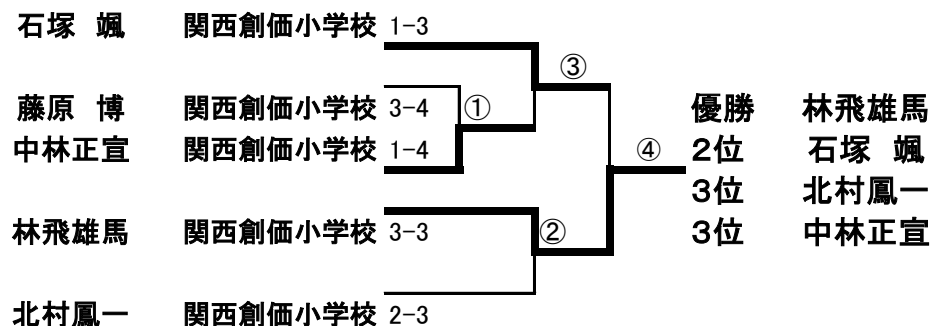 石塚 颯 関西創価小学校 1-3
③
藤原 博 関西創価小学校 3-4 ① 優勝 林飛雄馬
中林正宣 関西創価小学校 1-4 ④ 2位 石塚 颯
3位 北村鳳一
林飛雄馬 関西創価小学校 3-3 ② 3位 中林正宣
北村鳳一 関西創価小学校 2-3